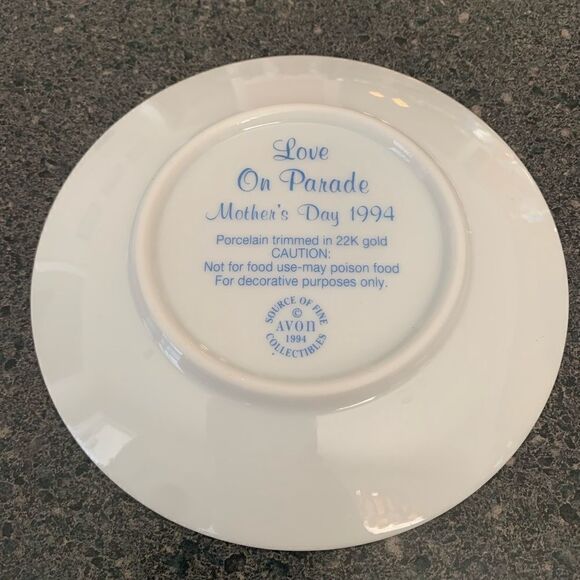 Love
On Parade
Mother's Day 1994
Porcelain trimmed in 22K gold
CAUTION:
Not for food use-may poison food
For decorative purposes only.
SOURCE OF FINE
©
AVON
1994
COLLECTIBLES